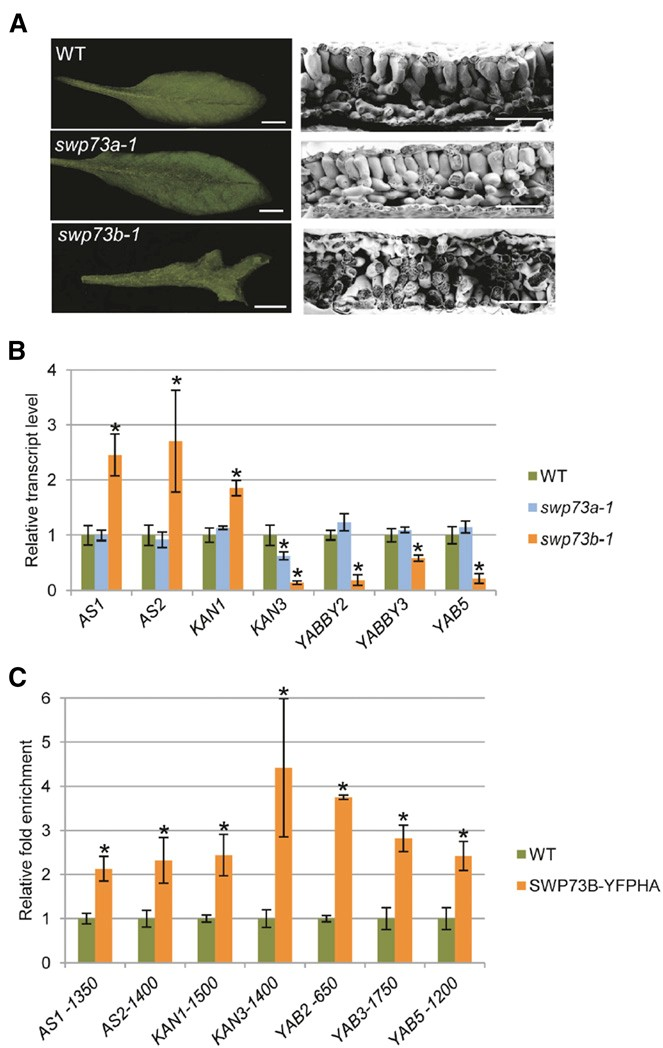 A
WT
swp73a-1
swp73b-1
B
Relative transcript level
4
3
2
1
0
* * * * * * * *
AS1 AS2 KAN1 KAN3 YABBY2 YABBY3 YAB5
WT
swp73a-1
swp73b-1
C
Relative fold enrichment
6
5
4
3
2
1
0
* * * * * * *
AS1 -1350 AS2-1400 KAN1-1500 KAN3-1400 YAB2 -650 YAB3-1750 YAB5 -1200
WT
SWP73B-YFPHA